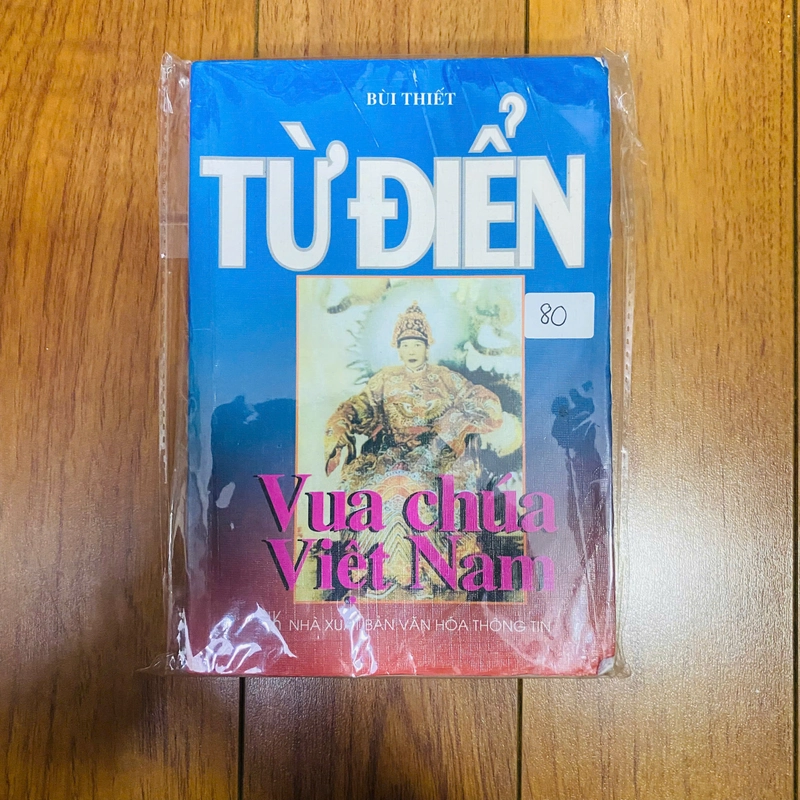 BÙI THIẾT
TỪ ĐIỂN
80
Vua chúa
Việt Nam
NHÀ XUẤT BẢN VĂN HÓA THÔNG TIN